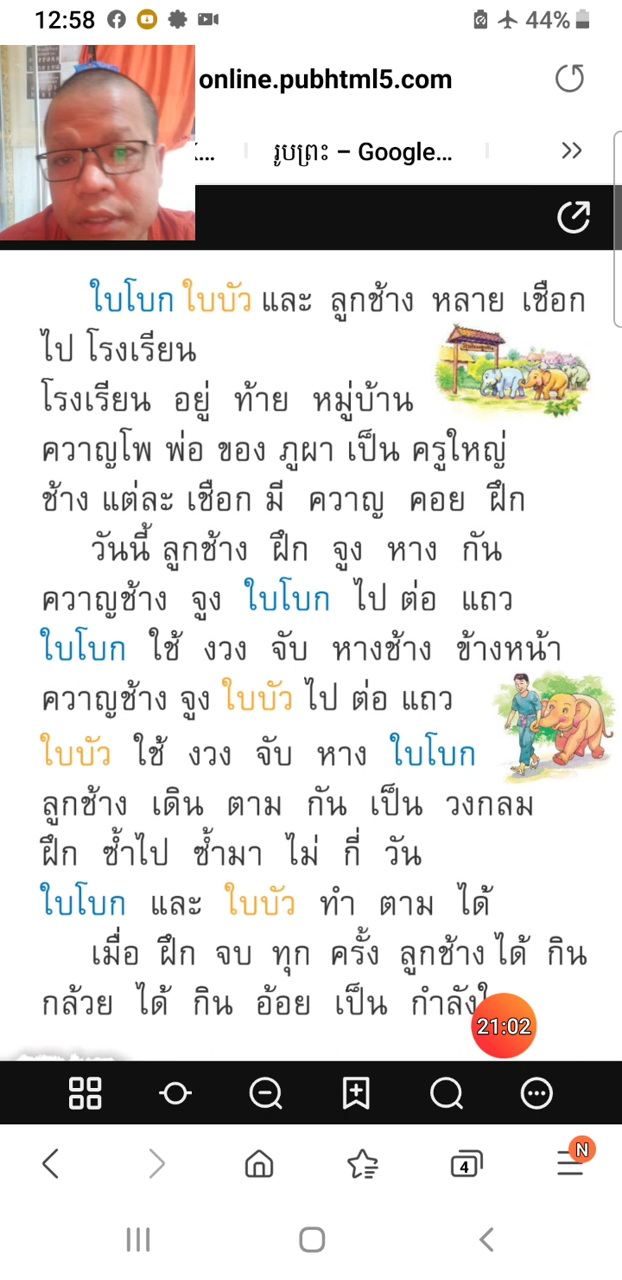 12:58
44%
online.pubhtml5.com
រូបព្រះ – Google...
ใบโบก ใบบัว และ ลูกช้าง หลาย เชือก
ไป โรงเรียน
โรงเรียน อยู่ ท้าย หมู่บ้าน
ควาญโพ พ่อ ของ ภูผา เป็น ครูใหญ่
ช้าง แต่ละ เชือก มี ควาญ คอย ฝึก
วันนี้ ลูกช้าง ฝึก จูง หาง กัน
ควาญช้าง จูง ใบโบก ไป ต่อ แถว
ใบโบก ใช้ งวง จับ หางช้าง ข้างหน้า
ควาญช้าง จูง ใบบัว ไป ต่อ แถว
ใบบัว ใช้ งวง จับ หาง ใบโบก
ลูกช้าง เดิน ตาม กัน เป็น วงกลม
ฝึก ซ้ำไป ซ้ำมา ไม่ กี่ วัน
ใบโบก และ ใบบัว ทำ ตาม ได้
เมื่อ ฝึก จบ ทุก ครั้ง ลูกช้าง ได้ กิน
กล้วย ได้ กิน อ้อย เป็น กำลังใ
21:02
4
N